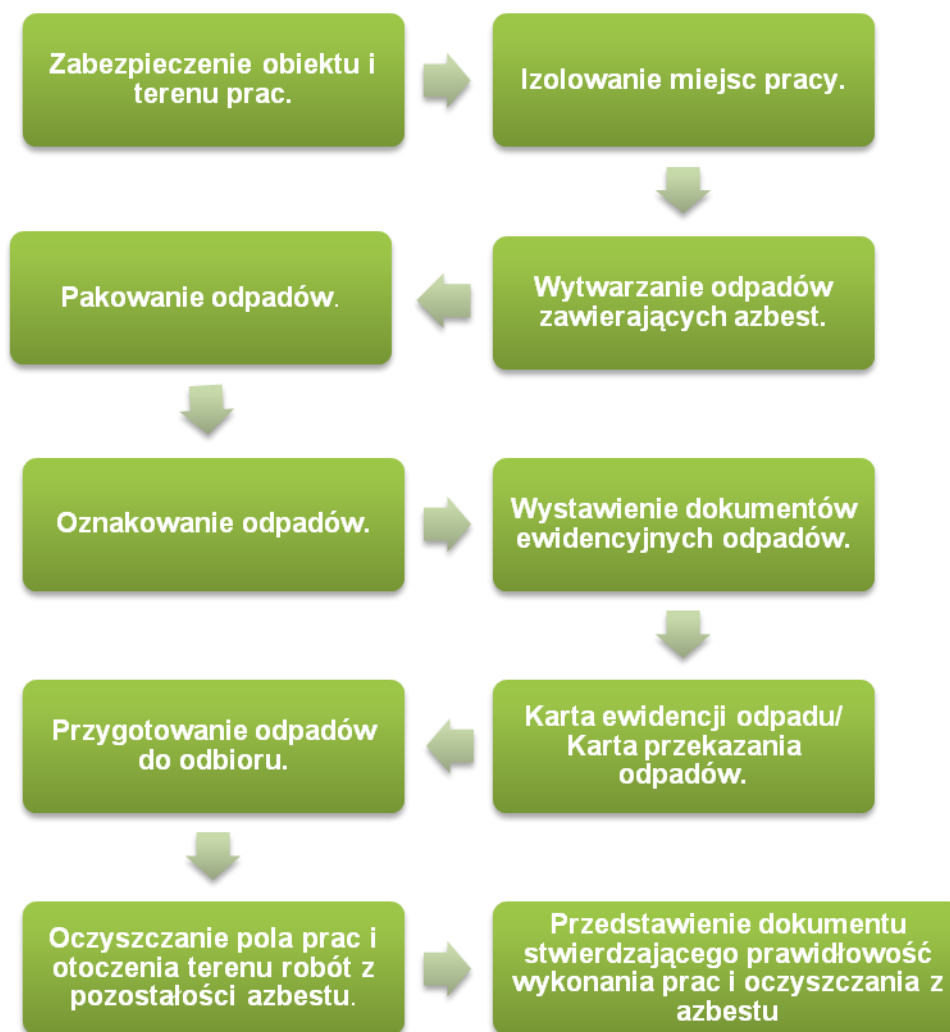 Zabezpieczenie obiektu i
terenu prac.
Izolowanie miejsc pracy.
Wytwarzanie odpadów
zawierających azbest.
Pakowanie odpadów.
Oznakowanie odpadów.
Wystawienie dokumentów
ewidencyjnych odpadów.
Karta ewidencji odpadu/
Karta przekazania
odpadów.
Przygotowanie odpadów
do odbioru.
Oczyszczanie pola prac i
otoczenia terenu robót z
pozostałości azbestu.
Przedstawienie dokumentu
stwierdzającego prawidłowość
wykonania prac i oczyszczania z
azbestu